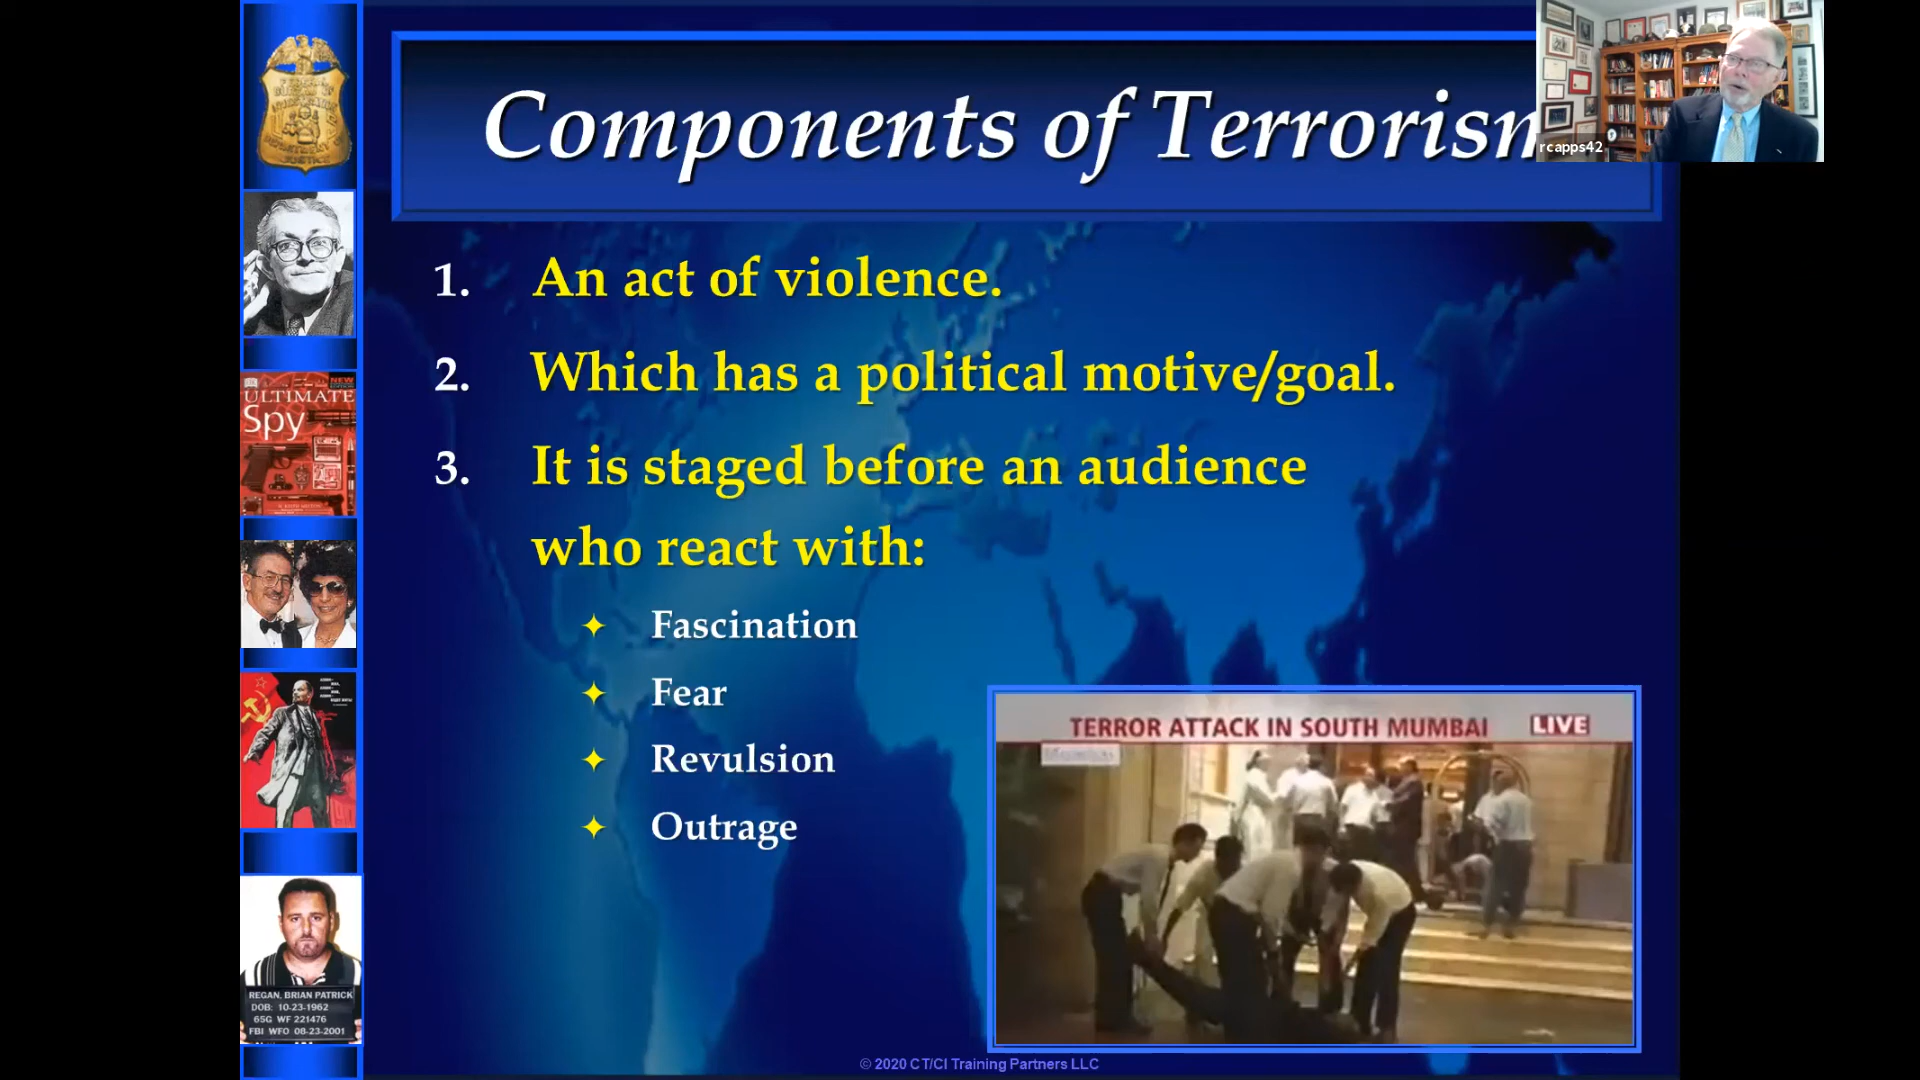 Components of Terrorism
rcapps42
1. An act of violence.
2. Which has a political motive/goal.
3. It is staged before an audience
who react with:
Fascination
Fear
Revulsion
Outrage
TERROR ATTACK IN SOUTH MUMBAI LIVE
NEW
ULTIMATE
Spy
REGAN, BRIAN PATRICK
DOB: 10-23-1962
65G WF 221476
FBI WFO 08-23-2001
© 2020 CT/CI Training Partners LLC